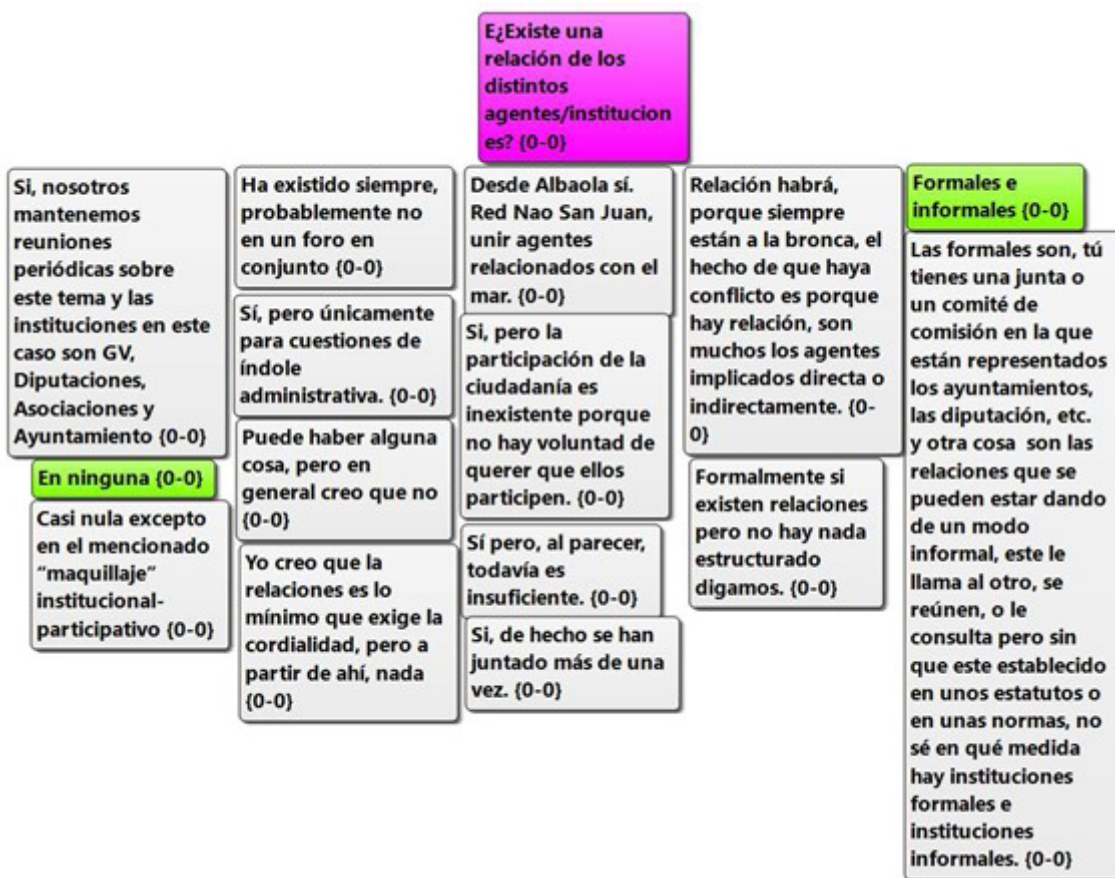 E¿Existe una
relación de los
distintos
agentes/institucion
es? {0-0}
Si, nosotros
mantenemos
reuniones
periódicas sobre
este tema y las
instituciones en este
caso son GV,
Diputaciones,
Asociaciones y
Ayuntamiento {0-0}
En ninguna {0-0}
Casi nula excepto
en el mencionado
“maquillaje”
institucional-
participativo {0-0}
Ha existido siempre,
probablemente no
en un foro en
conjunto {0-0}
Sí, pero únicamente
para cuestiones de
índole
administrativa. {0-0}
Puede haber alguna
cosa, pero en
general creo que no
{0-0}
Yo creo que la
relaciones es lo
mínimo que exige la
cordialidad, pero a
partir de ahí, nada
{0-0}
Desde Albaola sí.
Red Nao San Juan,
unir agentes
relacionados con el
mar. {0-0}
Si, pero la
participación de la
ciudadanía es
inexistente porque
no hay voluntad de
querer que ellos
participen. {0-0}
Sí pero, al parecer,
todavía es
insuficiente. {0-0}
Si, de hecho se han
juntado más de una
vez. {0-0}
Relación habrá,
porque siempre
están a la bronca, el
hecho de que haya
conflicto es porque
hay relación, son
muchos los agentes
implicados directa o
indirectamente. {0-
0}
Formalmente si
existen relaciones
pero no hay nada
estructurado
digamos. {0-0}
Formales e
informales {0-0}
Las formales son, tú
tienes una junta o
un comité de
comisión en la que
están representados
los ayuntamientos,
las diputación, etc.
y otra cosa son las
relaciones que se
pueden estar dando
de un modo
informal, este le
llama al otro, se
reúnen, o le
consulta pero sin
que este establecido
en unos estatutos o
en unas normas, no
sé en qué medida
hay instituciones
formales e
instituciones
informales. {0-0}